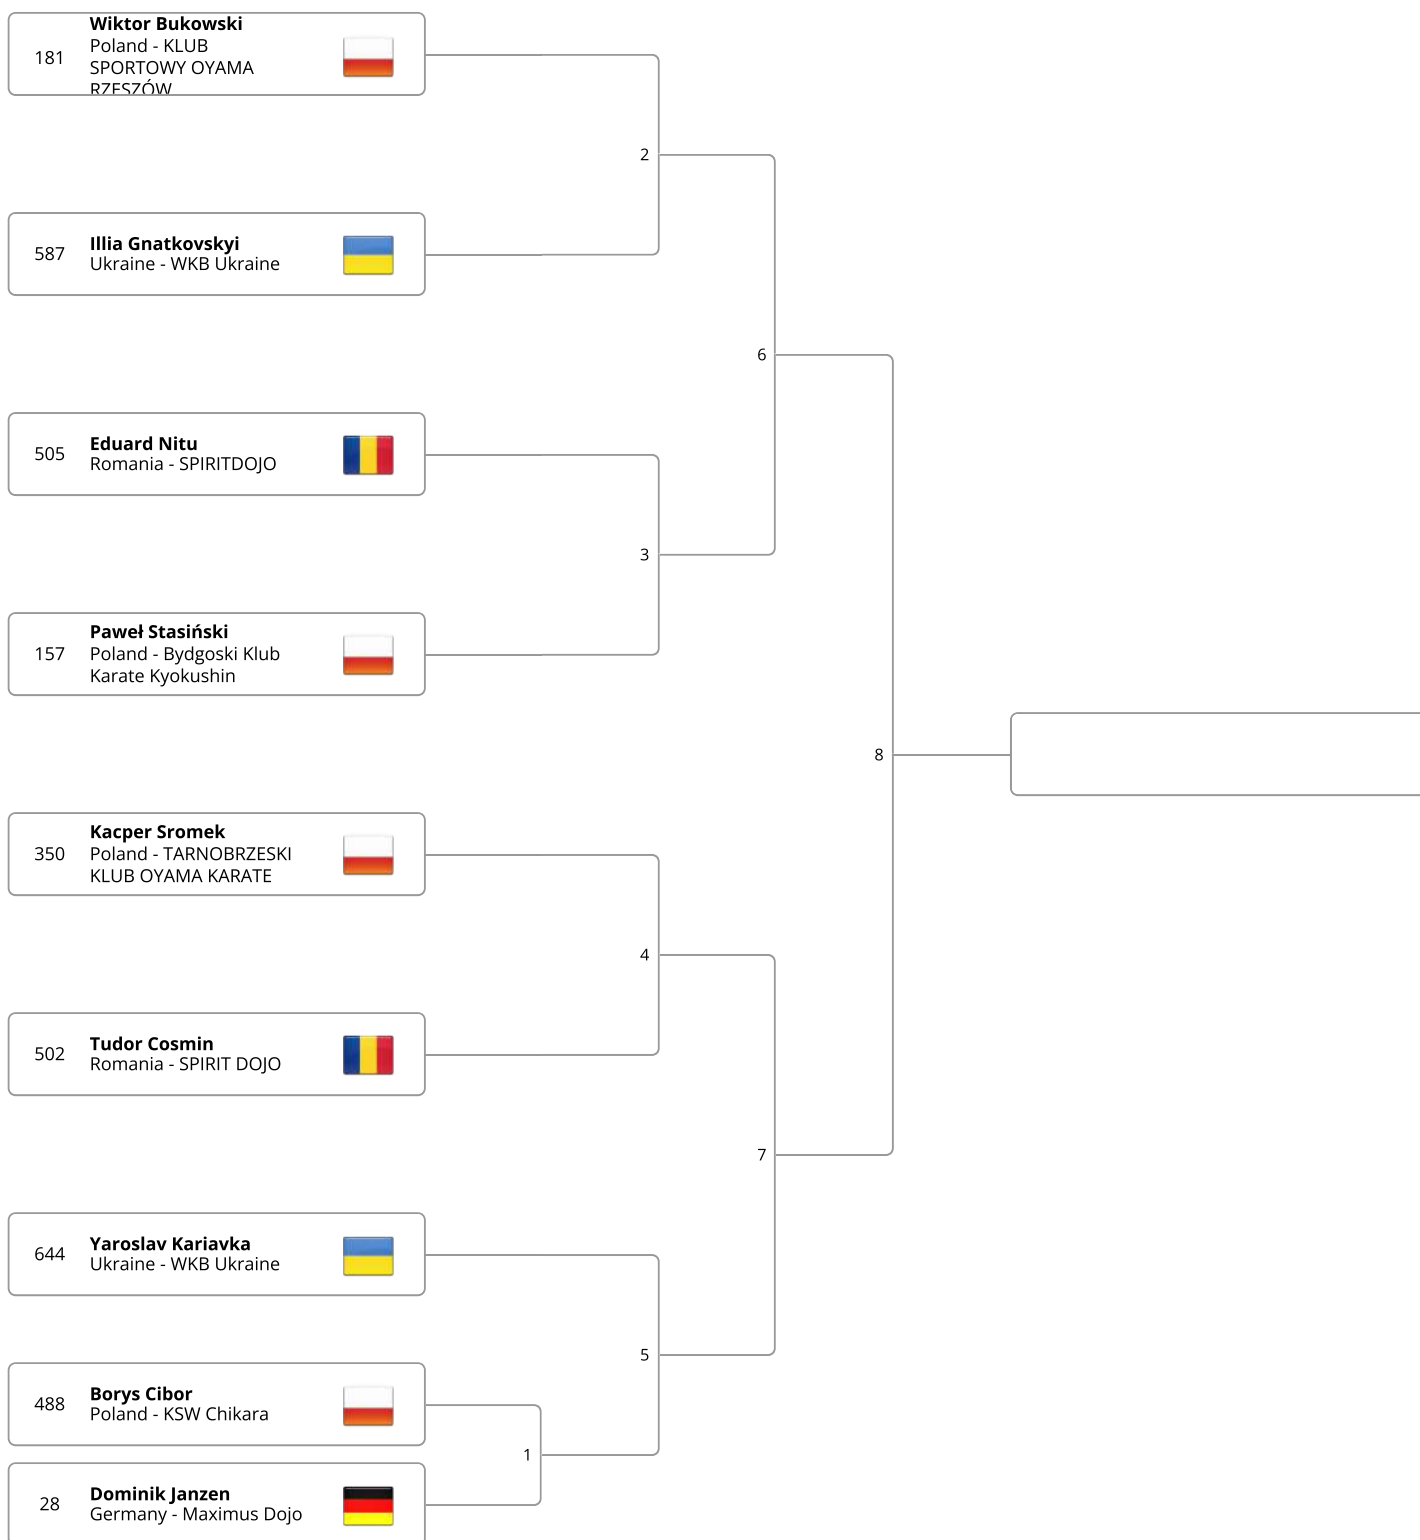 Wiktor Bukowski
181
Poland - KLUB
SPORTOWY OYAMA
RZESZÓW
2
587
Illia Gnatkovskyi
Ukraine - WKB Ukraine
6
505
Eduard Nitu
Romania - SPIRITDOJO
3
157
Paweł Stasiński
Poland - Bydgoski Klub
Karate Kyokushin
8
350
Kacper Sromek
Poland - TARNOBRZESKI
KLUB OYAMA KARATE
4
502
Tudor Cosmin
Romania - SPIRIT DOJO
7
644
Yaroslav Kariavka
Ukraine - WKB Ukraine
5
488
Borys Cibor
Poland - KSW Chikara
1
28
Dominik Janzen
Germany - Maximus Dojo